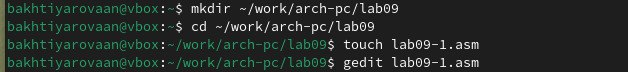 bakhtiyarovaan@vbox:~$ mkdir ~/work/arch-pc/lab09
bakhtiyarovaan@vbox:~$ cd ~/work/arch-pc/lab09
bakhtiyarovaan@vbox:~/work/arch-pc/lab09$ touch lab09-1.asm
bakhtiyarovaan@vbox:~/work/arch-pc/lab09$ gedit lab09-1.asm